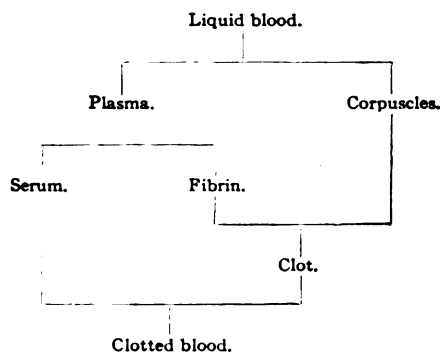 Liquid blood.
Plasma. Corpuscles.
Serum. Fibrin.
Clot.
Clotted blood.